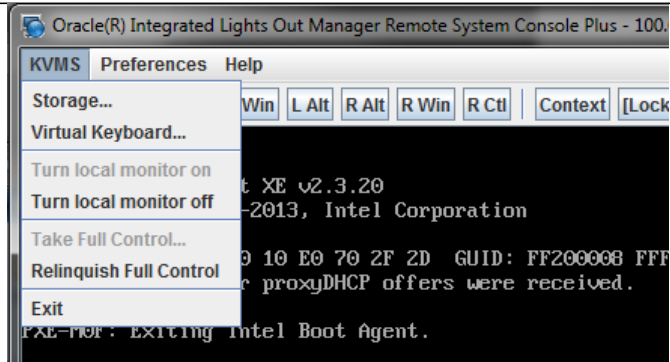 Oracle(R) Integrated Lights Out Manager Remote System Console Plus - 100.
KVMS Preferences Help
Win L Alt R Alt R Win R Ctl Context [Lock
Storage...
Virtual Keyboard...
Turn local monitor on
t XE v2.3.20
Turn local monitor off
-2013, Intel Corporation
Take Full Control...
0 10 E0 70 2F 2D GUID: FF200008 FFF
Relinquish Full Control
r proxyDHCP offers were received.
Exit
PXE-M0F: Exiting Intel Boot Agent.